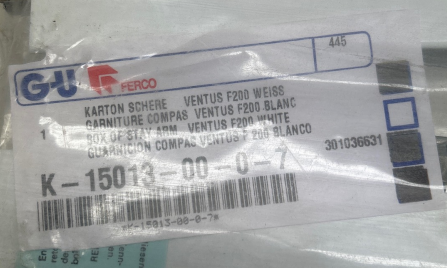 445
G-U FERCO
KARTON SCHERE VENTUS F200 WEISS
GARNITURE COMPAS VENTUS F200 BLANC
1 BOX OF STAY ARM VENTUS F200 WHITE
GUARNICION COMPAS VENTUS F 200 BLANCO
301036631
K-15013-00-0-7